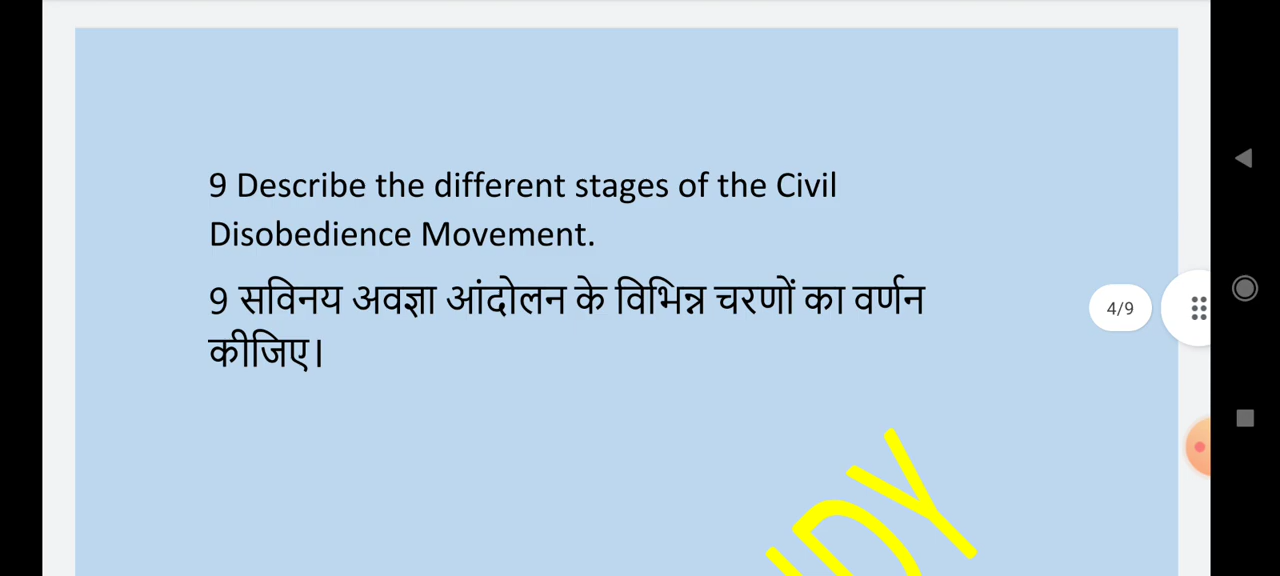 9 Describe the different stages of the Civil
Disobedience Movement.
9 सविनय अवज्ञा आंदोलन के विभिन्न चरणों का वर्णन
कीजिए।
4/9